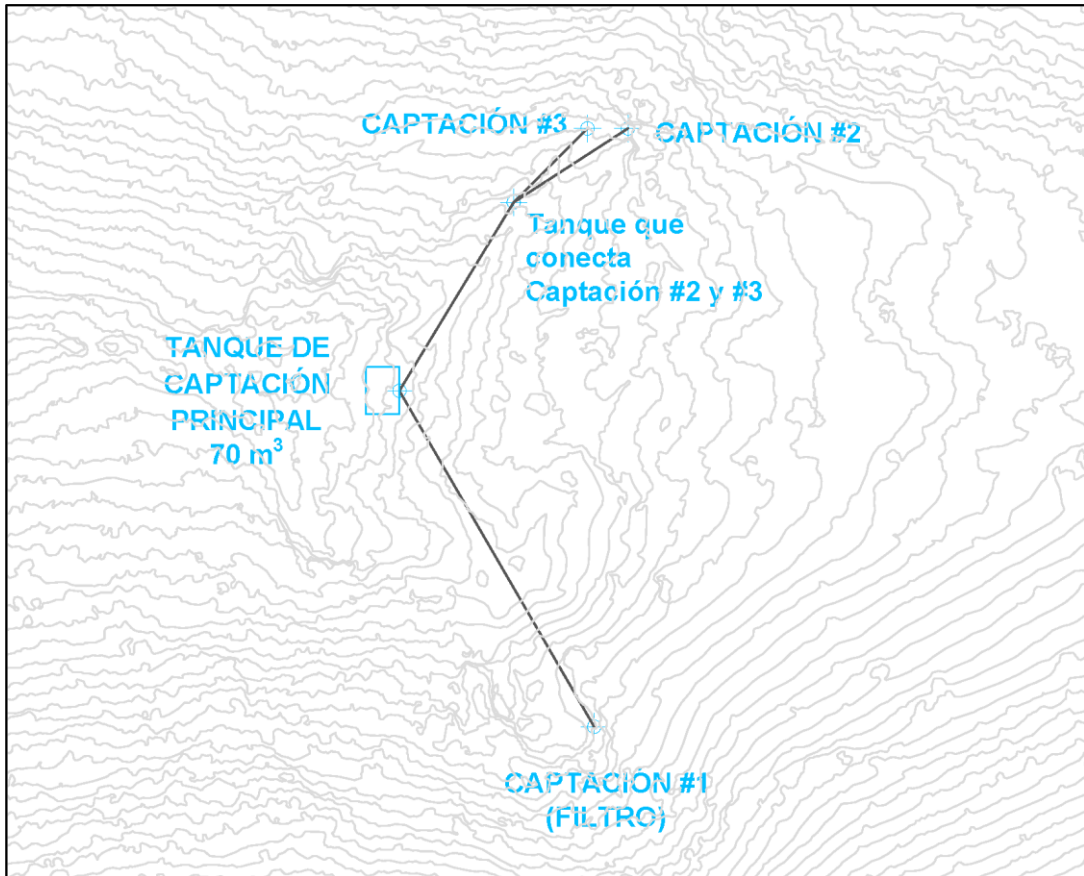 CAPTACIÓN #3
CAPTACIÓN #2
Tanque que
conecta
Captación #2 y #3
TANQUE DE
CAPTACIÓN
PRINCIPAL
70 m³
CAPTACIÓN #1
(FILTRO)